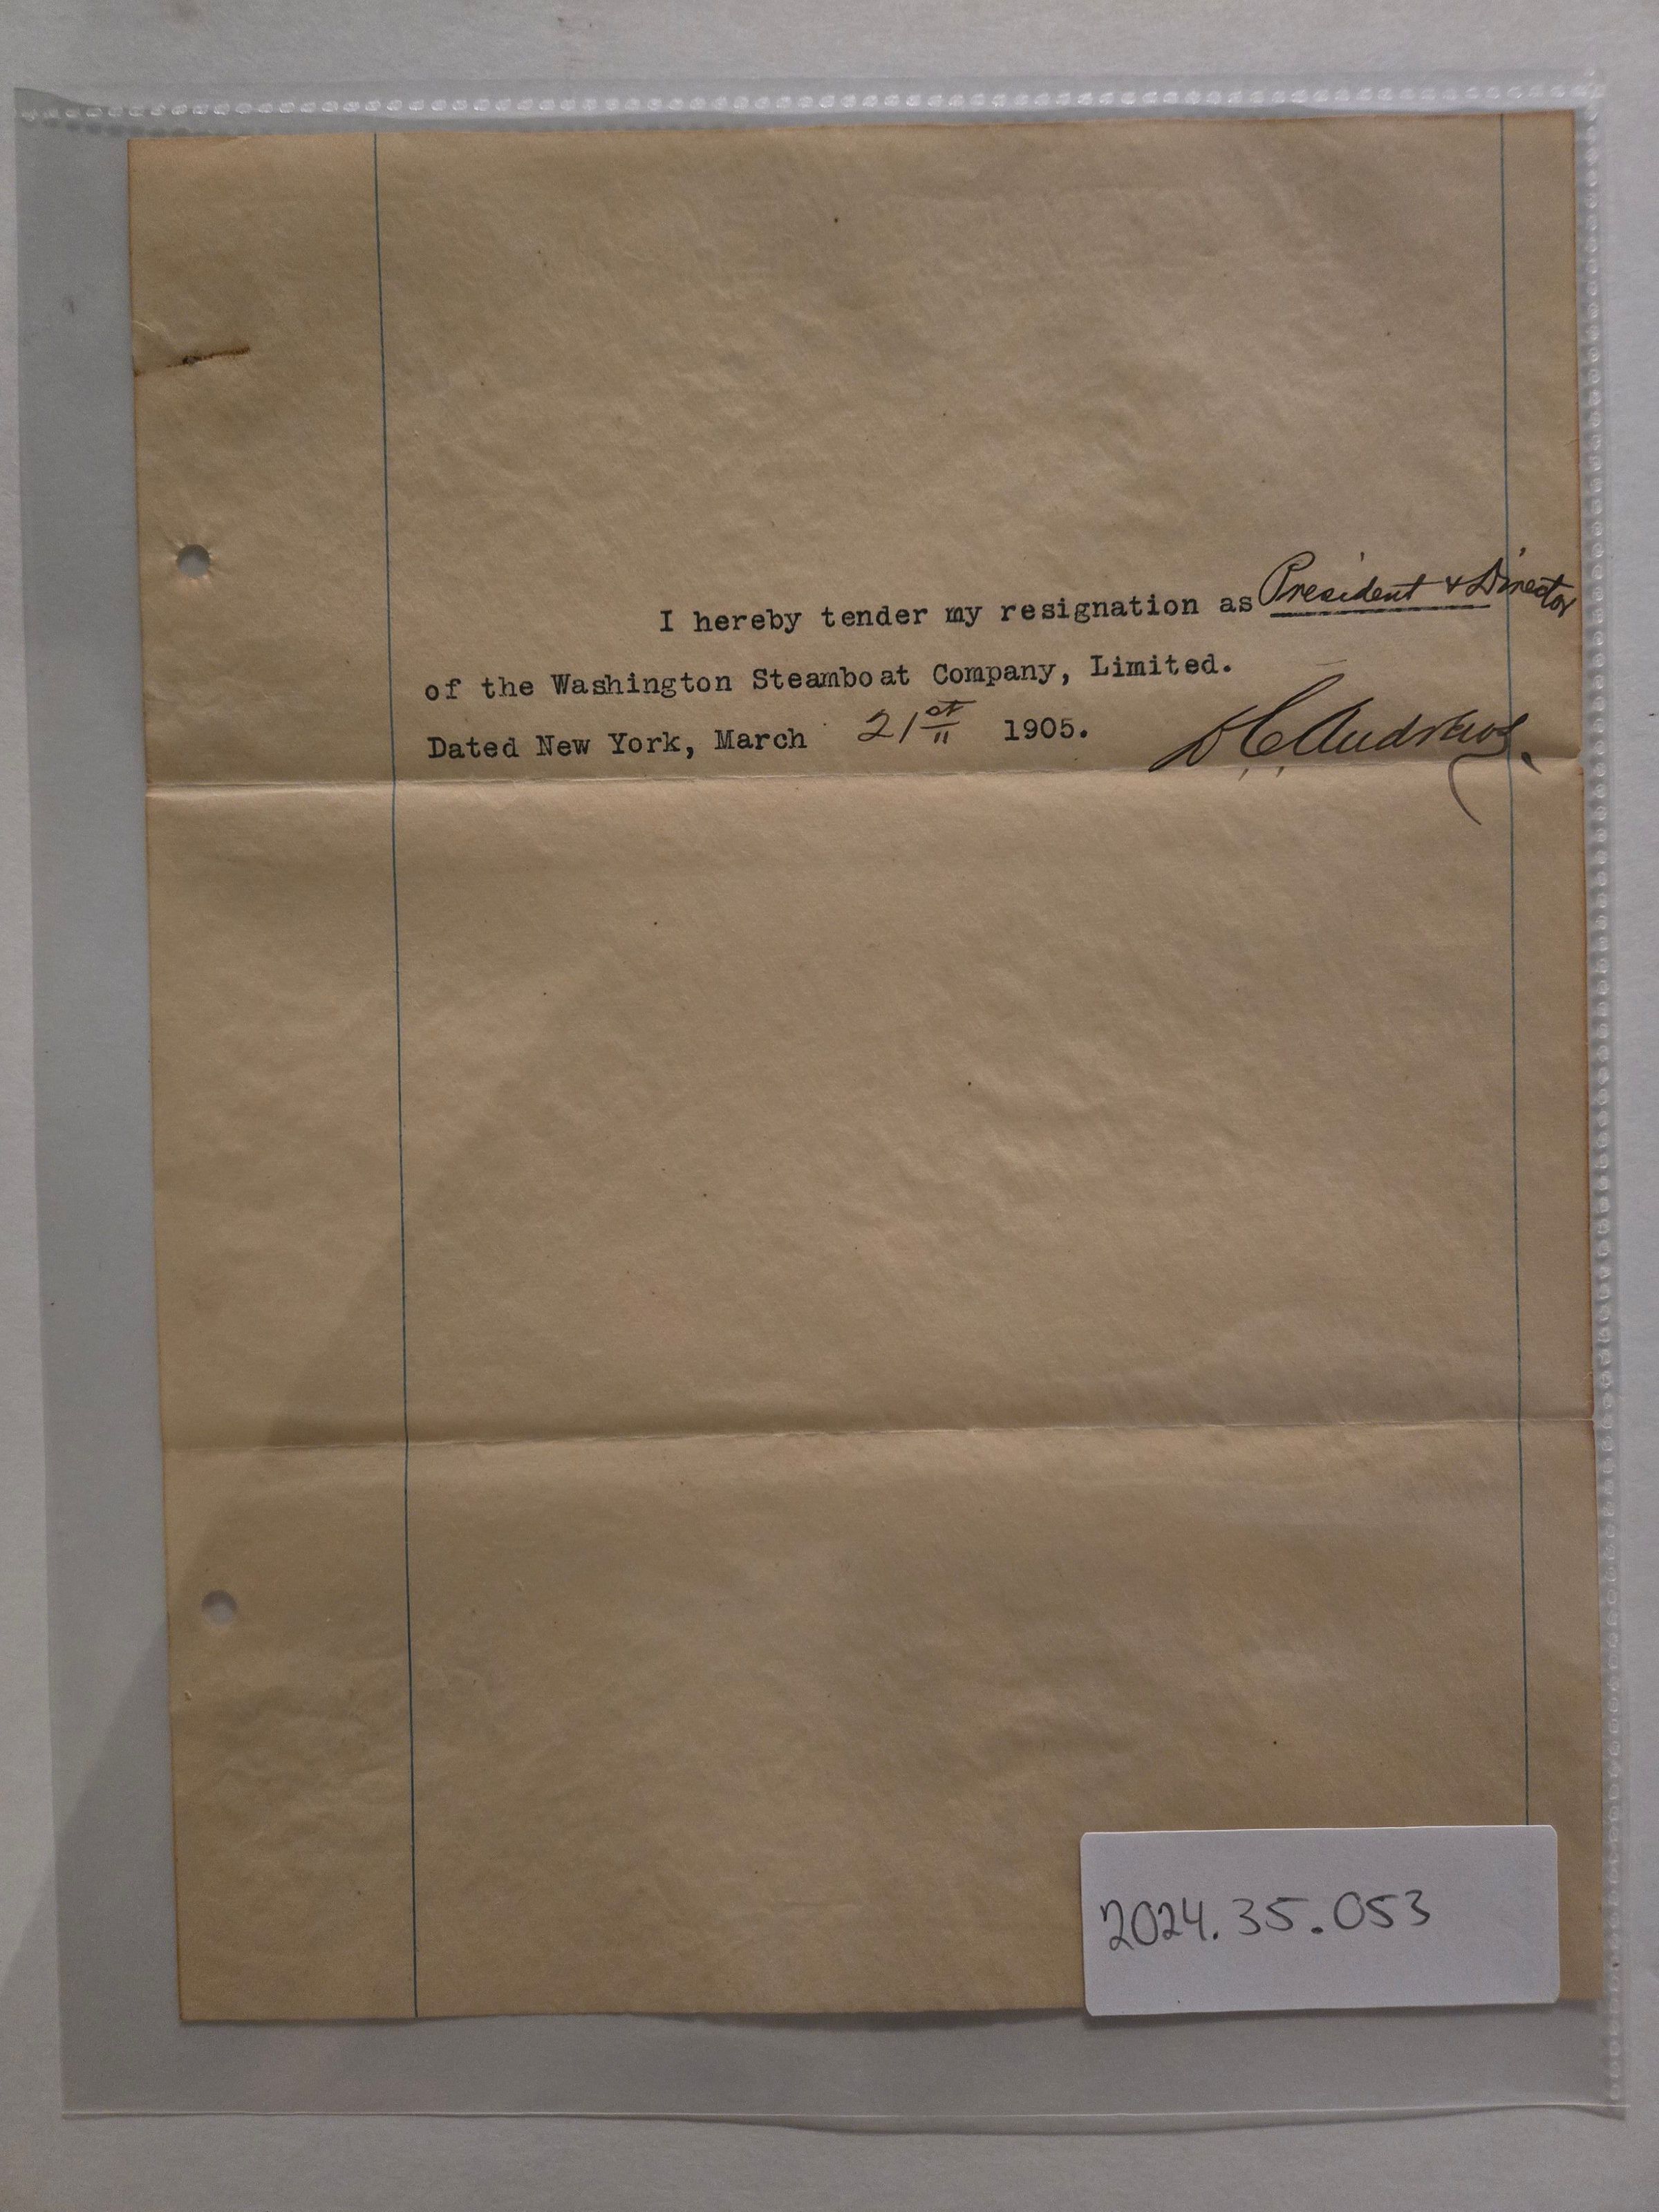 I hereby tender my resignation as President & Director
of the Washington Steamboat Company, Limited.
Dated New York, March 21st 1905. H C Andrews.
2024.35.053